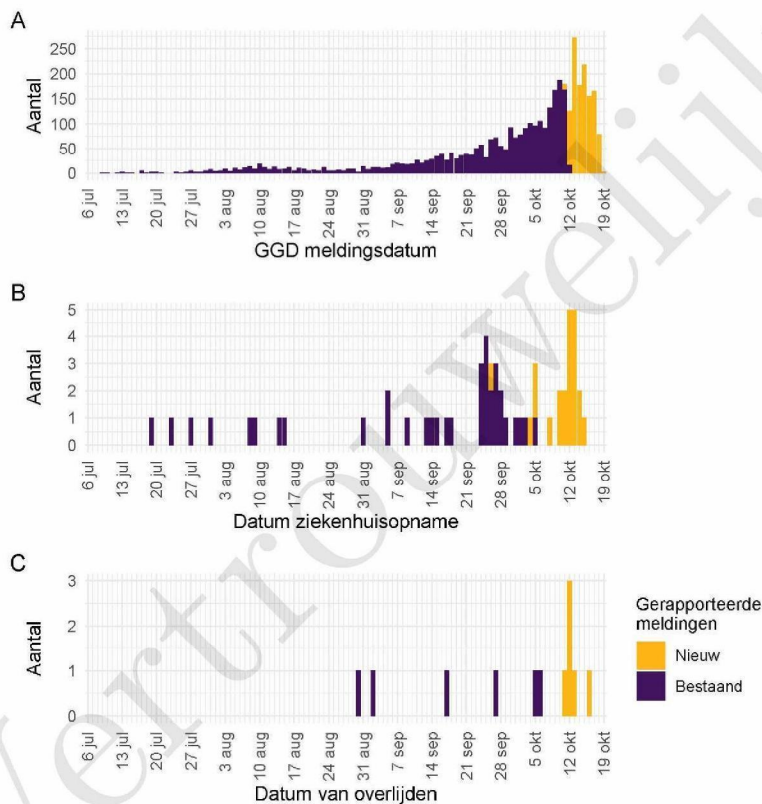 A
250
200
150
100
50
0
Aantal
6 jul
13 jul
20 jul
27 jul
3 aug
10 aug
17 aug
24 aug
31 aug
7 sep
14 sep
21 sep
28 sep
5 okt
12 okt
19 okt
GGD meldingsdatum
B
5
4
3
2
1
0
Aantal
6 jul
13 jul
20 jul
27 jul
3 aug
10 aug
17 aug
24 aug
31 aug
7 sep
14 sep
21 sep
28 sep
5 okt
12 okt
19 okt
Datum ziekenhuisopname
C
3
2
1
0
Aantal
6 jul
13 jul
20 jul
27 jul
3 aug
10 aug
17 aug
24 aug
31 aug
7 sep
14 sep
21 sep
28 sep
5 okt
12 okt
19 okt
Datum van overlijden
Gerapporteerde
meldingen
Nieuw
Bestaand
Vertrouwelijk